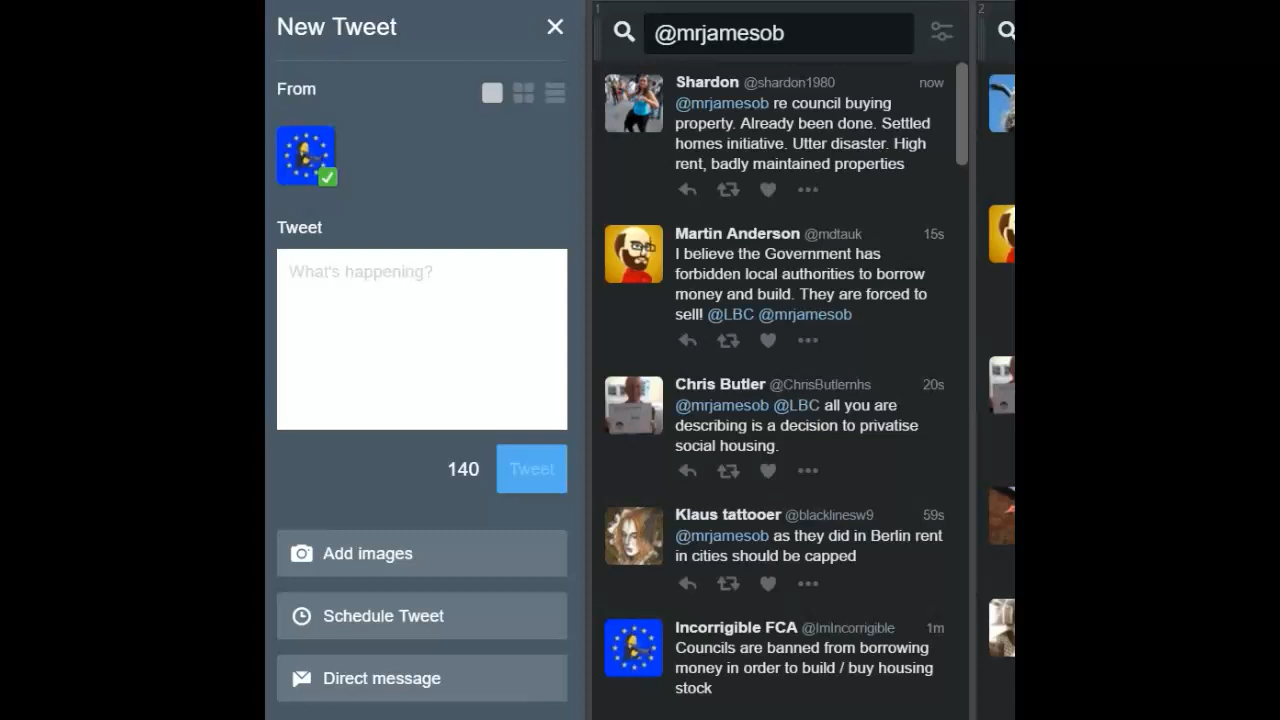 New Tweet
From
Tweet
What's happening?
140 Tweet
Add images
Schedule Tweet
Direct message
1
@mrjamesob
Shardon @shardon1980 now
@mrjamesob re council buying
property. Already been done. Settled
homes initiative. Utter disaster. High
rent, badly maintained properties
Martin Anderson @mdtauk 15s
I believe the Government has
forbidden local authorities to borrow
money and build. They are forced to
sell! @LBC @mrjamesob
Chris Butler @ChrisButlernhs 20s
@mrjamesob @LBC all you are
describing is a decision to privatise
social housing.
Klaus tattooer @blacklinesw9 59s
@mrjamesob as they did in Berlin rent
in cities should be capped
Incorrigible FCA @ImIncorrigible 1m
Councils are banned from borrowing
money in order to build / buy housing
stock
2